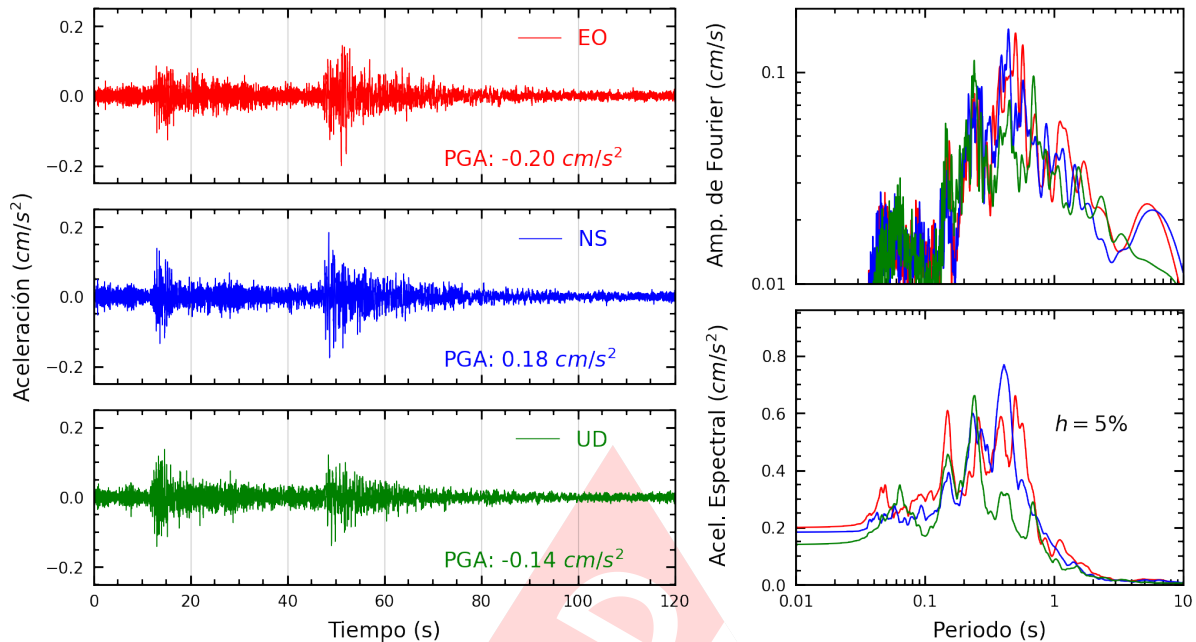 Aceleración (cm/s²)
0.2
0.0
−0.2
EO
PGA: -0.20 cm/s²
0.2
0.0
−0.2
NS
PGA: 0.18 cm/s²
0.2
0.0
−0.2
UD
PGA: -0.14 cm/s²
0 20 40 60 80 100 120
Tiempo (s)
Amp. de Fourier (cm/s)
0.1
0.01
Acel. Espectral (cm/s²)
0.8
0.6
0.4
0.2
0.0
h = 5%
0.01 0.1 1 10
Periodo (s)